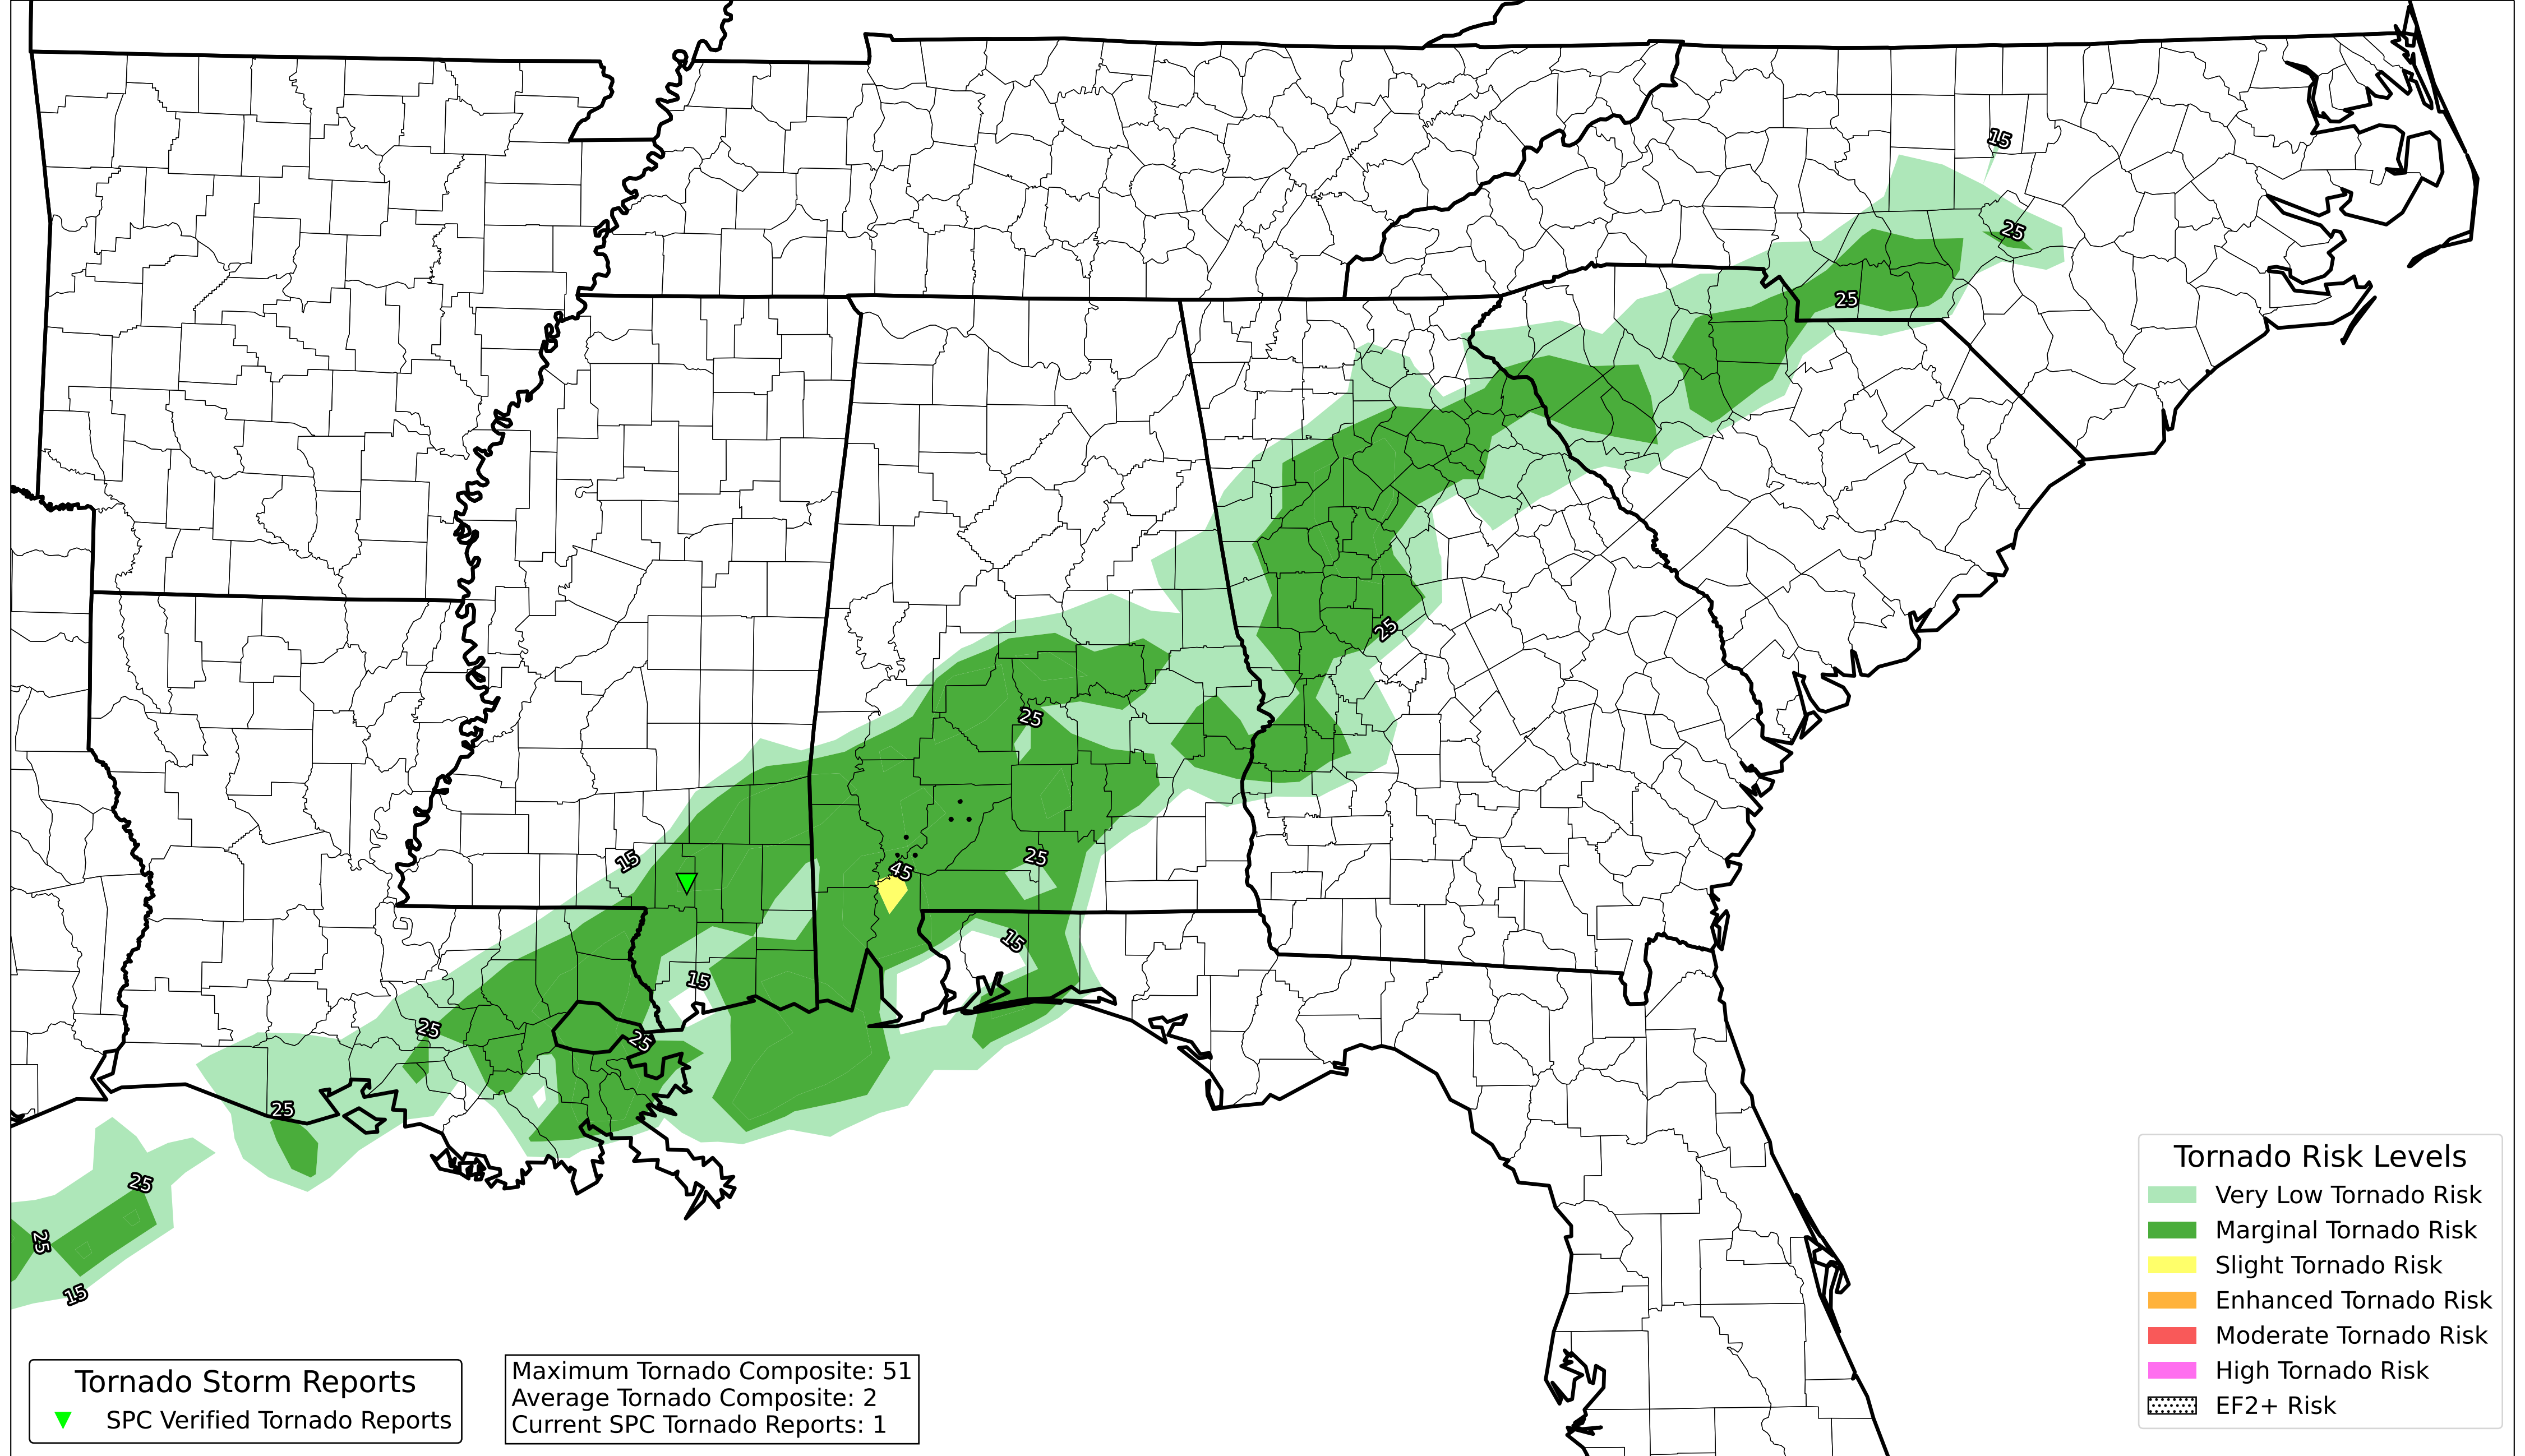 15
25
25
25
25
15
25
45
15
15
25
25
25
25
25
15
Tornado Risk Levels
Very Low Tornado Risk
Marginal Tornado Risk
Slight Tornado Risk
Enhanced Tornado Risk
Moderate Tornado Risk
High Tornado Risk
EF2+ Risk
Tornado Storm Reports
SPC Verified Tornado Reports
Maximum Tornado Composite: 51
Average Tornado Composite: 2
Current SPC Tornado Reports: 1